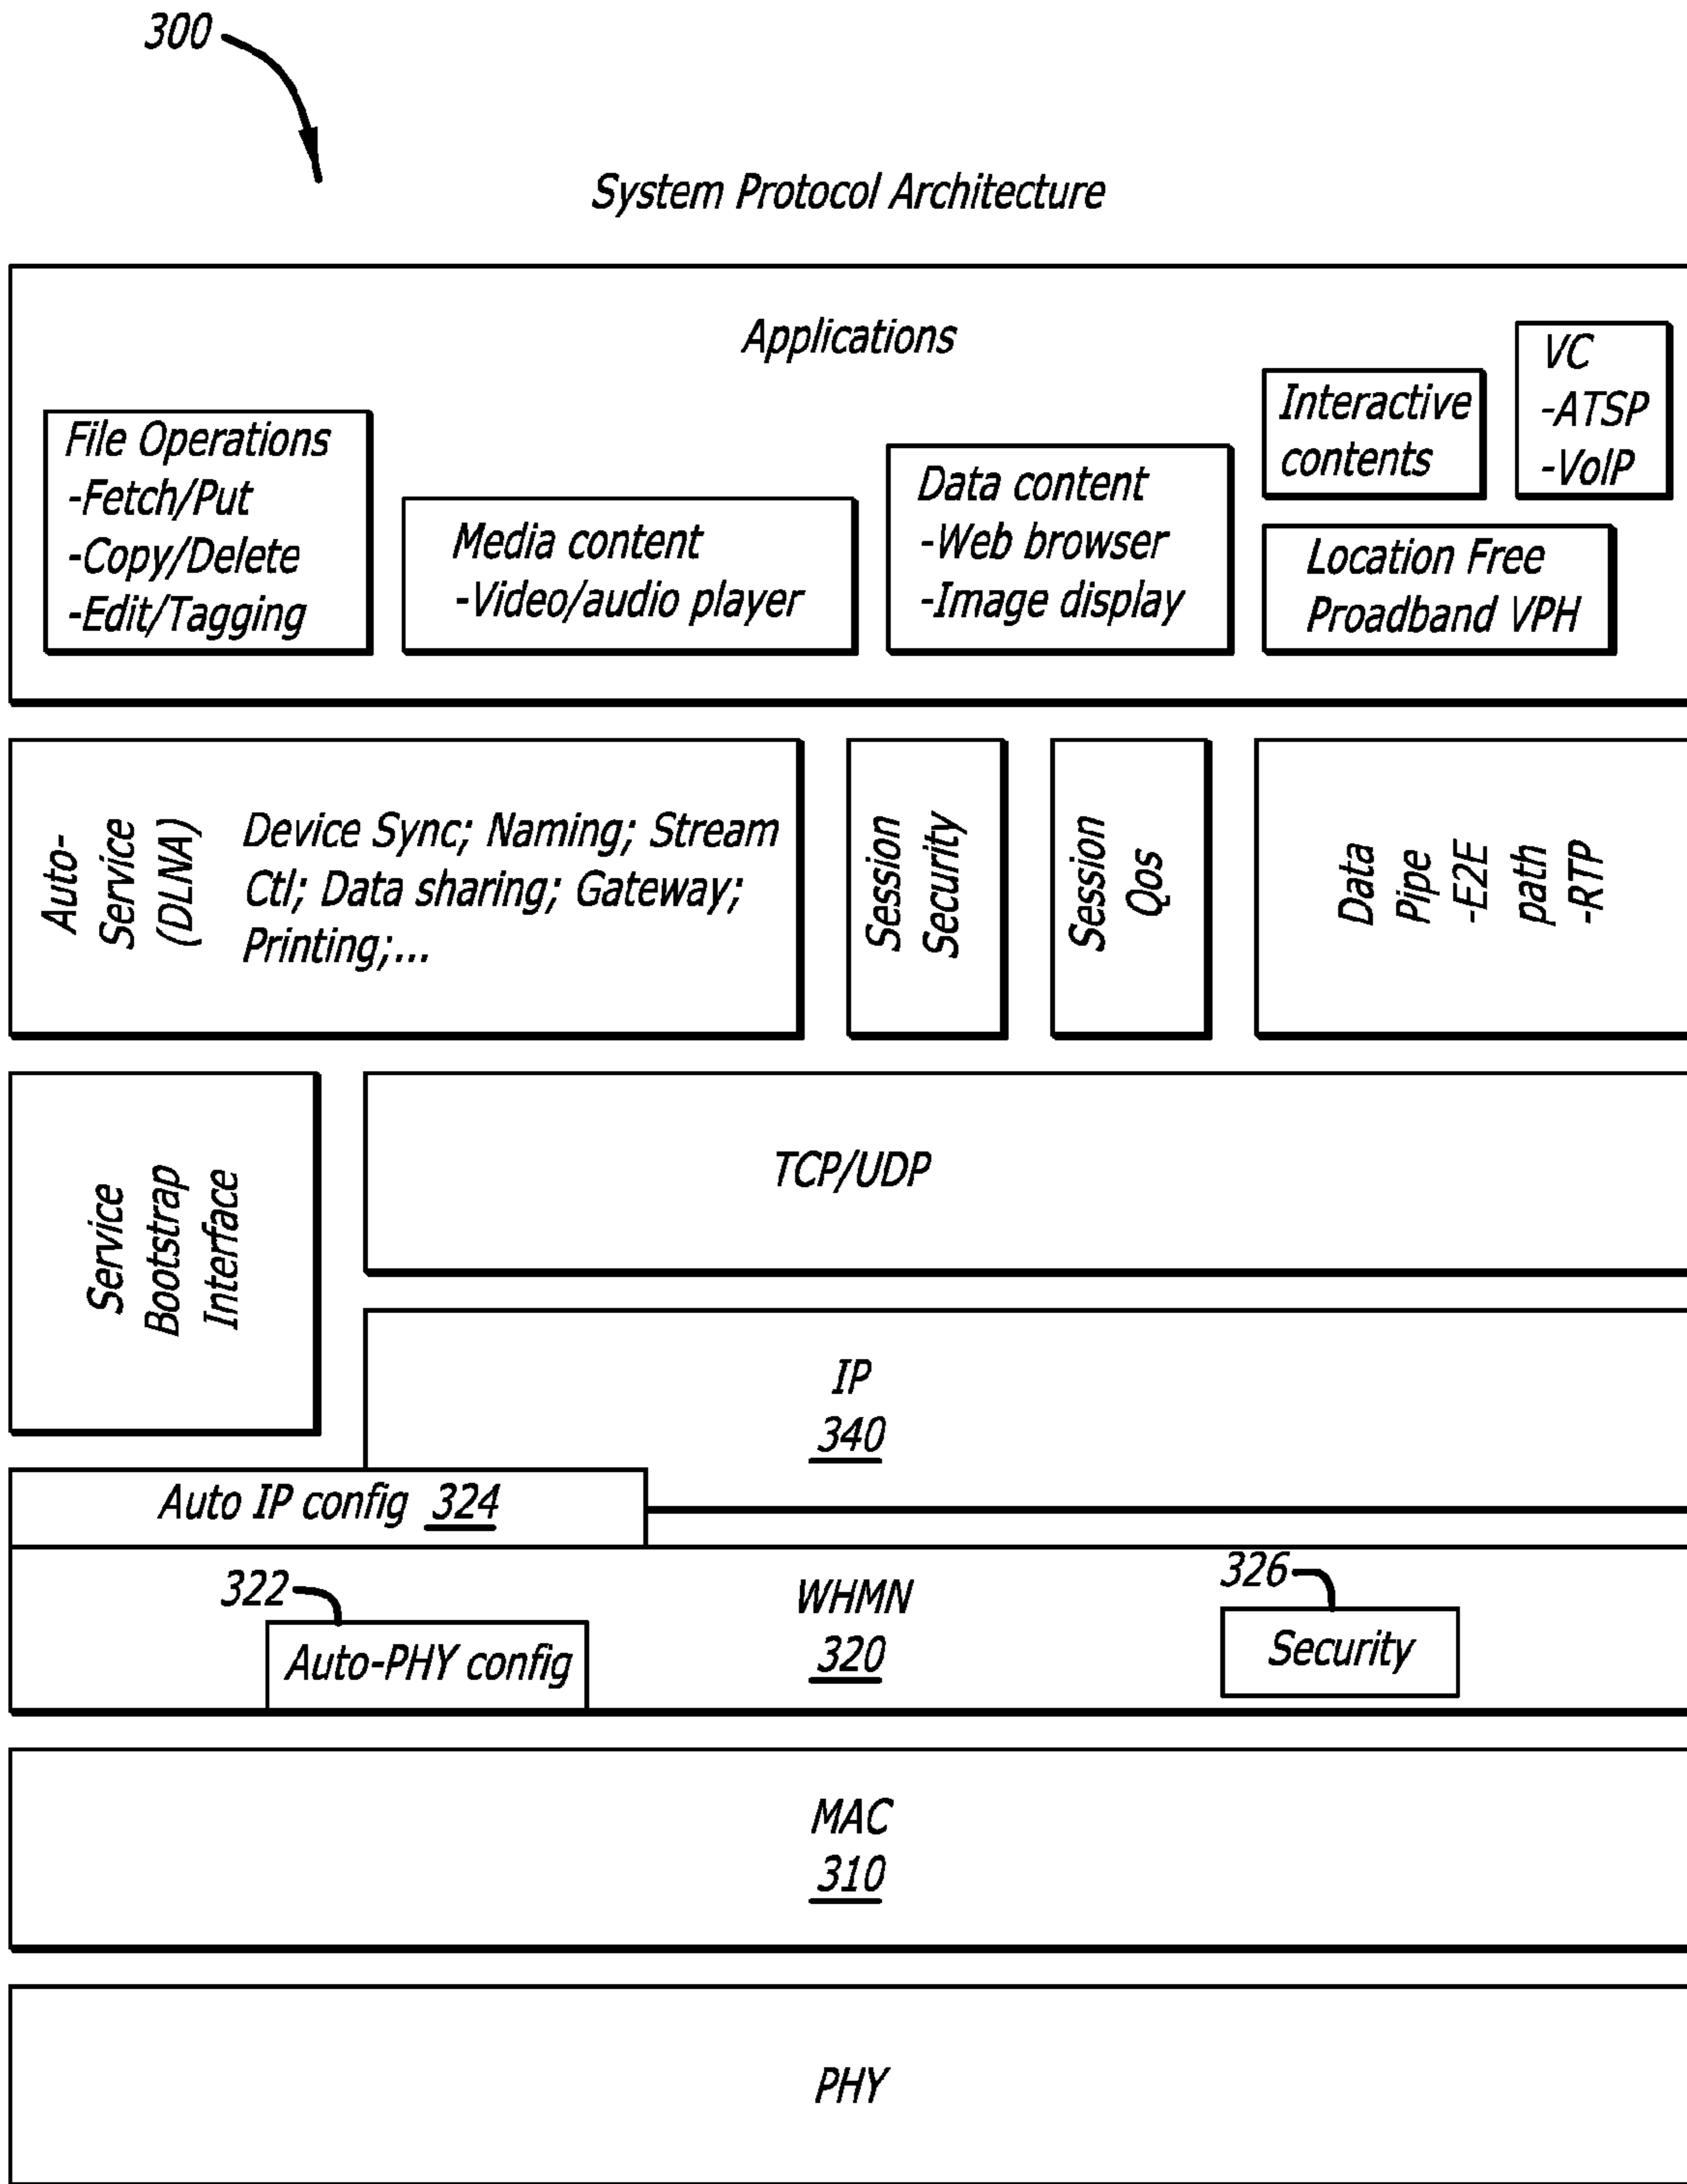 300
System Protocol Architecture
Applications
File Operations
-Fetch/Put
-Copy/Delete
-Edit/Tagging
Media content
-Video/audio player
Data content
-Web browser
-Image display
Interactive
contents
VC
-ATSP
-VoIP
Location Free
Proadband VPH
Auto-
Service
(DLNA)
Device Sync; Naming; Stream
Ctl; Data sharing; Gateway;
Printing;...
Session
Security
Session
Qos
Data
Pipe
-E2E
path
-RTP
Service
Bootstrap
Interface
TCP/UDP
IP
340
Auto IP config 324
322
Auto-PHY config
WHMN
320
326
Security
MAC
310
PHY